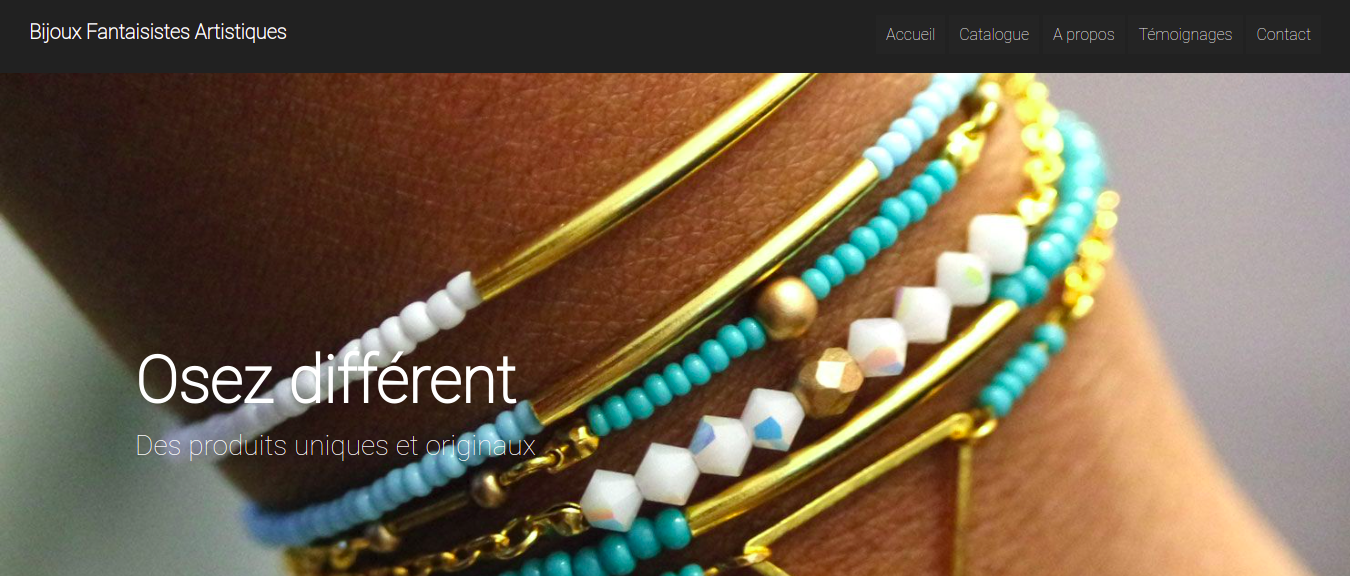 Bijoux Fantaisistes Artistiques
Accueil Catalogue A propos Témoignages Contact
Osez différent
Des produits uniques et originaux